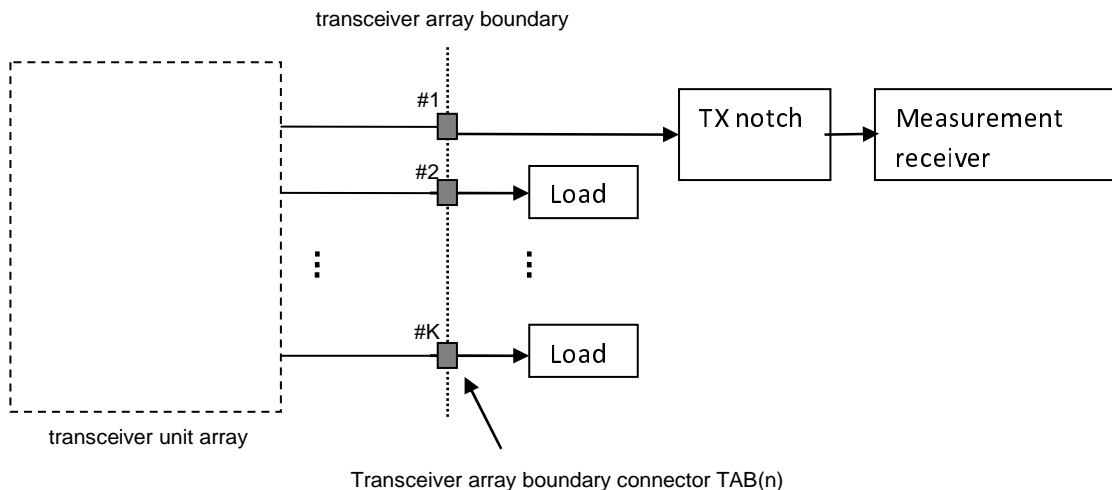 transceiver array boundary
#1
TX notch
Measurement
receiver
#2
Load
#K
Load
transceiver unit array
Transceiver array boundary connector TAB(n)